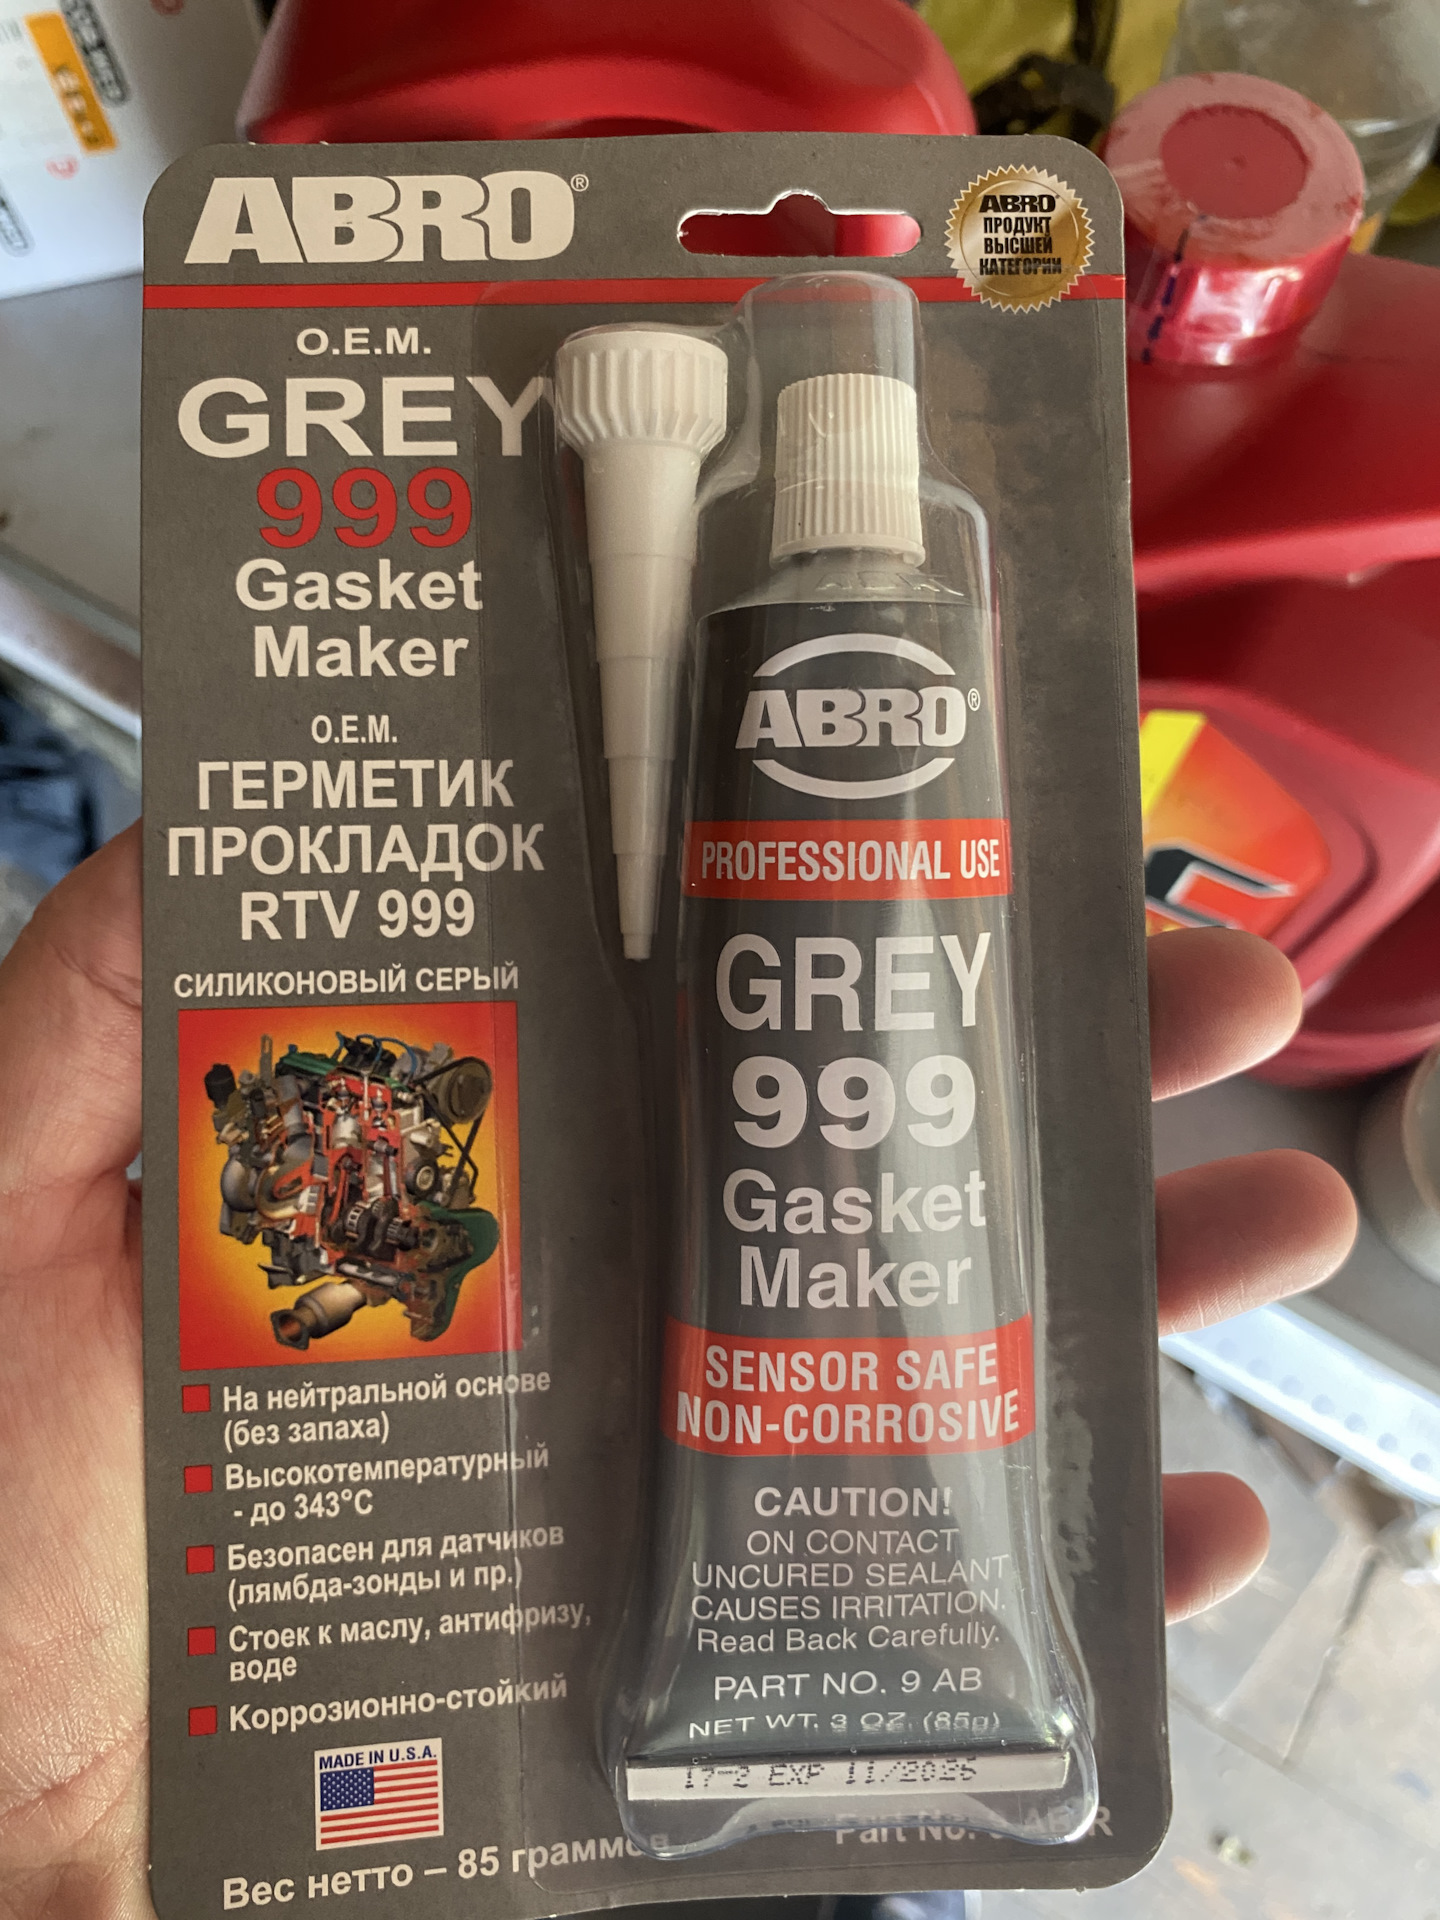 ABRO®
ABRO®
ПРОДУКТ
ВЫСШЕЙ
КАТЕГОРИИ
O.E.M.
GREY
999
Gasket
Maker
O.E.M.
ГЕРМЕТИК
ПРОКЛАДОК
RTV 999
СИЛИКОНОВЫЙ СЕРЫЙ
На нейтральной основе
(без запаха)
Высокотемпературный
- до 343°C
Безопасен для датчиков
(лямбда-зонды и пр.)
Стоек к маслу, антифризу,
воде
Коррозионно-стойкий
MADE IN U.S.A.
Вес нетто – 85 граммов
ABRO®
PROFESSIONAL USE
GREY
999
Gasket
Maker
SENSOR SAFE
NON-CORROSIVE
CAUTION!
ON CONTACT
UNCURED SEALANT
CAUSES IRRITATION.
Read Back Carefully.
PART NO. 9 AB
NET WT. 3 OZ. (85g)
EXP 11/2026
Part No.